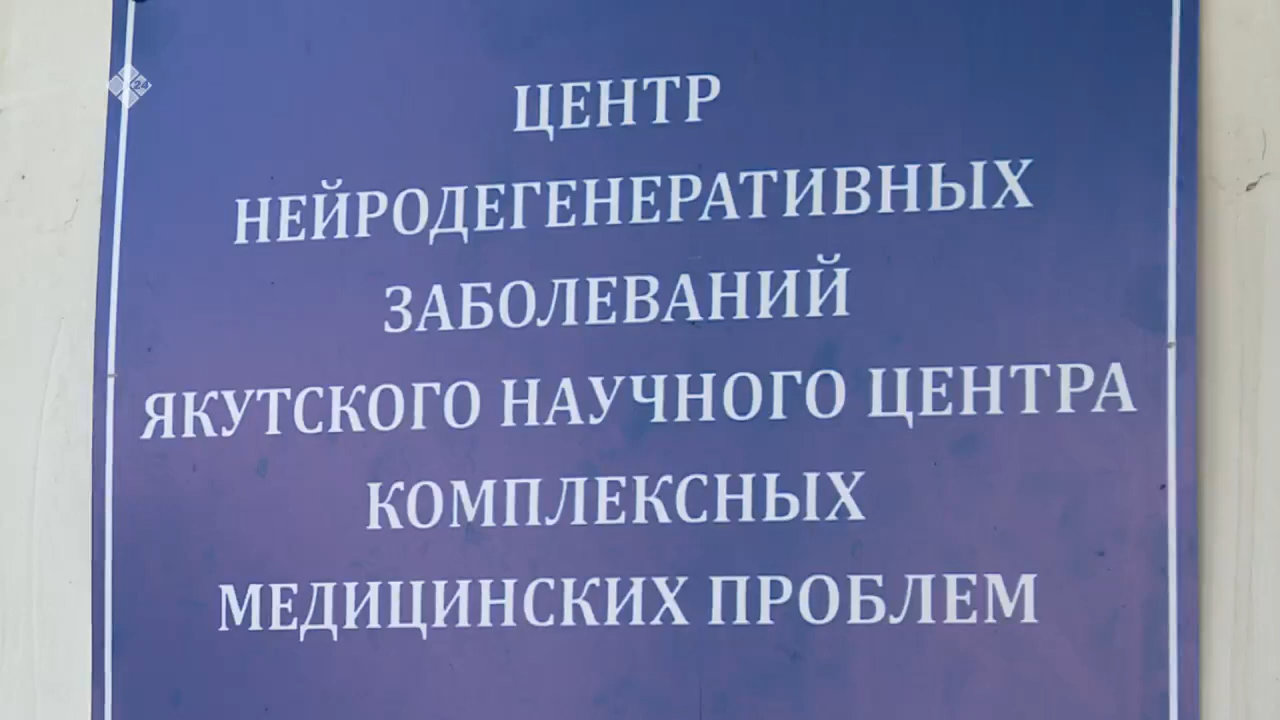 ЦЕНТР
НЕЙРОДЕГЕНЕРАТИВНЫХ
ЗАБОЛЕВАНИЙ
ЯКУТСКОГО НАУЧНОГО ЦЕНТРА
КОМПЛЕКСНЫХ
МЕДИЦИНСКИХ ПРОБЛЕМ